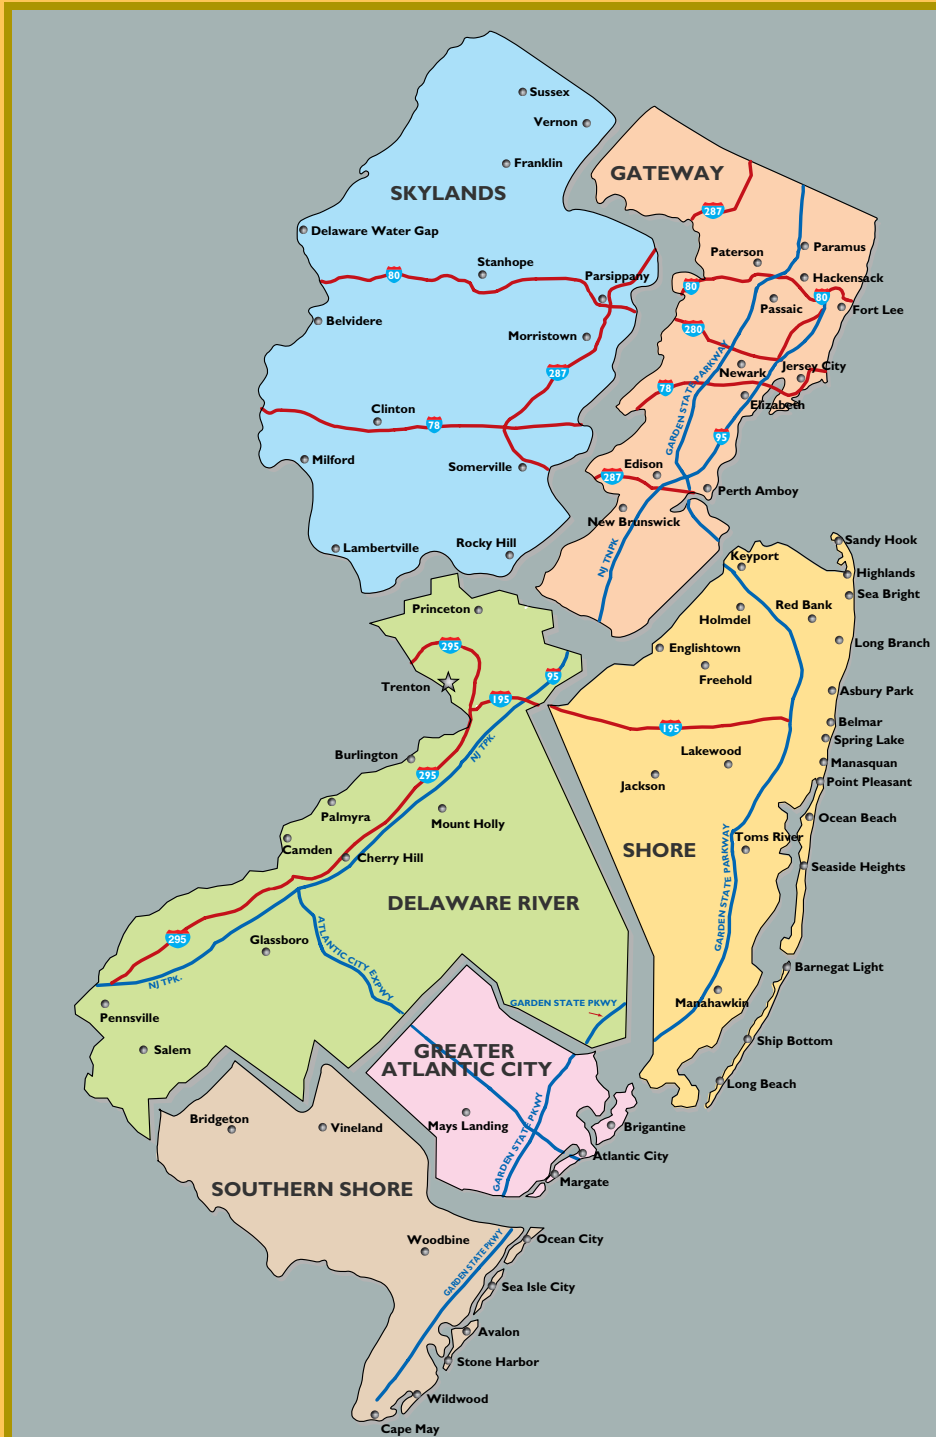 Sussex
Vernon
Franklin
GATEWAY
SKYLANDS
287
Delaware Water Gap
Paramus
Paterson
Stanhope
80
Parsippany
Hackensack
80
80
Passaic
Fort Lee
Belvidere
280
Morristown
GARDEN STATE PARKWAY
287
Newark
Jersey City
78
Elizabeth
Clinton
78
95
Milford
Somerville
Edison
287
Perth Amboy
New Brunswick
Lambertville
Rocky Hill
NJ TNPK
Keyport
Sandy Hook
Highlands
Sea Bright
Princeton
Holmdel
Red Bank
295
Englishtown
Long Branch
Freehold
Trenton
95
195
Asbury Park
195
Belmar
Spring Lake
NJ TPK.
Burlington
Lakewood
Manasquan
295
Jackson
Point Pleasant
Palmyra
Mount Holly
Ocean Beach
Camden
Toms River
Cherry Hill
SHORE
Seaside Heights
GARDEN STATE PARKWAY
DELAWARE RIVER
295
Glassboro
ATLANTIC CITY EXPWY
Barnegat Light
NJ TPK.
Pennsville
GARDEN STATE PKWY
Manahawkin
Salem
GREATER
ATLANTIC CITY
Ship Bottom
Long Beach
Bridgeton
Vineland
Mays Landing
GARDEN STATE PKWY
Brigantine
Atlantic City
Margate
SOUTHERN SHORE
Woodbine
GARDEN STATE PKWY
Ocean City
Sea Isle City
Avalon
Stone Harbor
Wildwood
Cape May